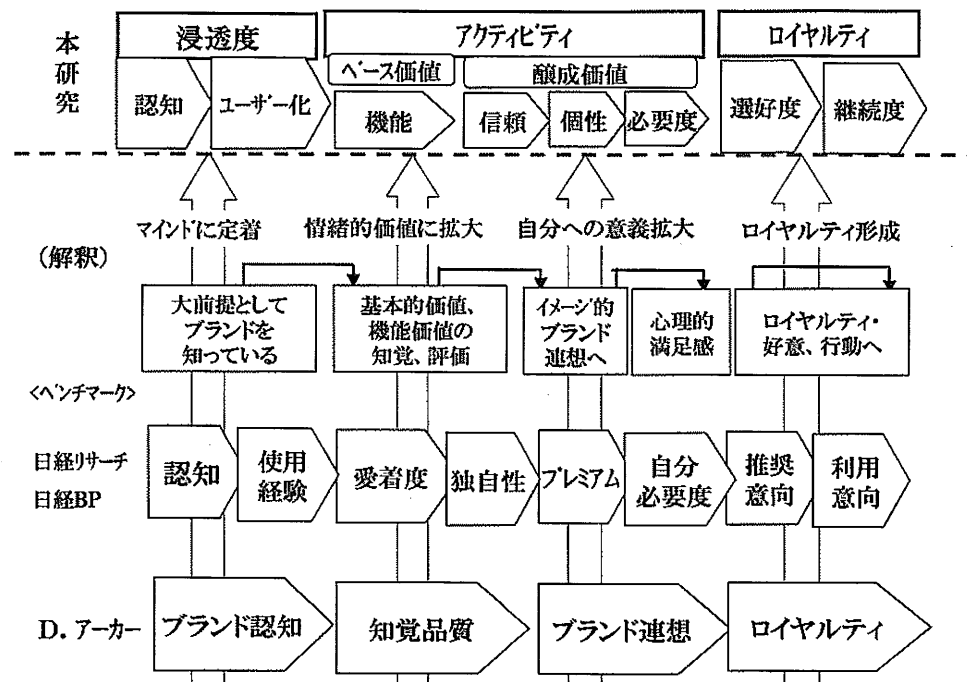 本
研
究
浸透度
アクティビティ
ロイヤルティ
ベース価値
醸成価値
認知
ユーザー化
機能
信頼
個性
必要度
選好度
継続度
マインドに定着
情緒的価値に拡大
自分への意義拡大
ロイヤルティ形成
(解釈)
大前提として
ブランドを
知っている
基本的価値、
機能価値の
知覚、評価
イメージ的
ブランド
連想へ
心理的
満足感
ロイヤルティ・
好意、行動へ
<ベンチマーク>
日経リサーチ
日経BP
認知
使用
経験
愛着度
独自性
プレミアム
自分
必要度
推奨
意向
利用
意向
D. アーカー
ブランド認知
知覚品質
ブランド連想
ロイヤルティ